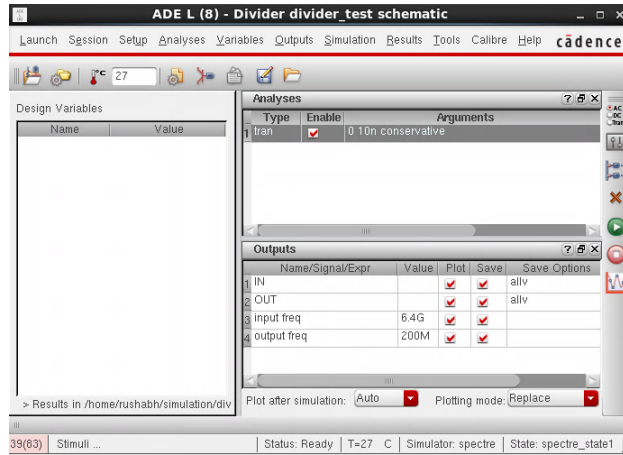 ADE L (8) - Divider divider_test schematic
Launch Session Setup Analyses Variables Outputs Simulation Results Tools Calibre Help cādence
°C 27
Design Variables
Name Value
Analyses
Type Enable Arguments
1 tran 0 10n conservative
Outputs
Name/Signal/Expr Value Plot Save Save Options
1 IN allv
2 OUT allv
3 input freq 6.4G
4 output freq 200M
> Results in /home/rushabh/simulation/div
Plot after simulation: Auto Plotting mode: Replace
AC
DC
Tran
39(83) Stimuli ... Status: Ready T=27 C Simulator: spectre State: spectre_state1